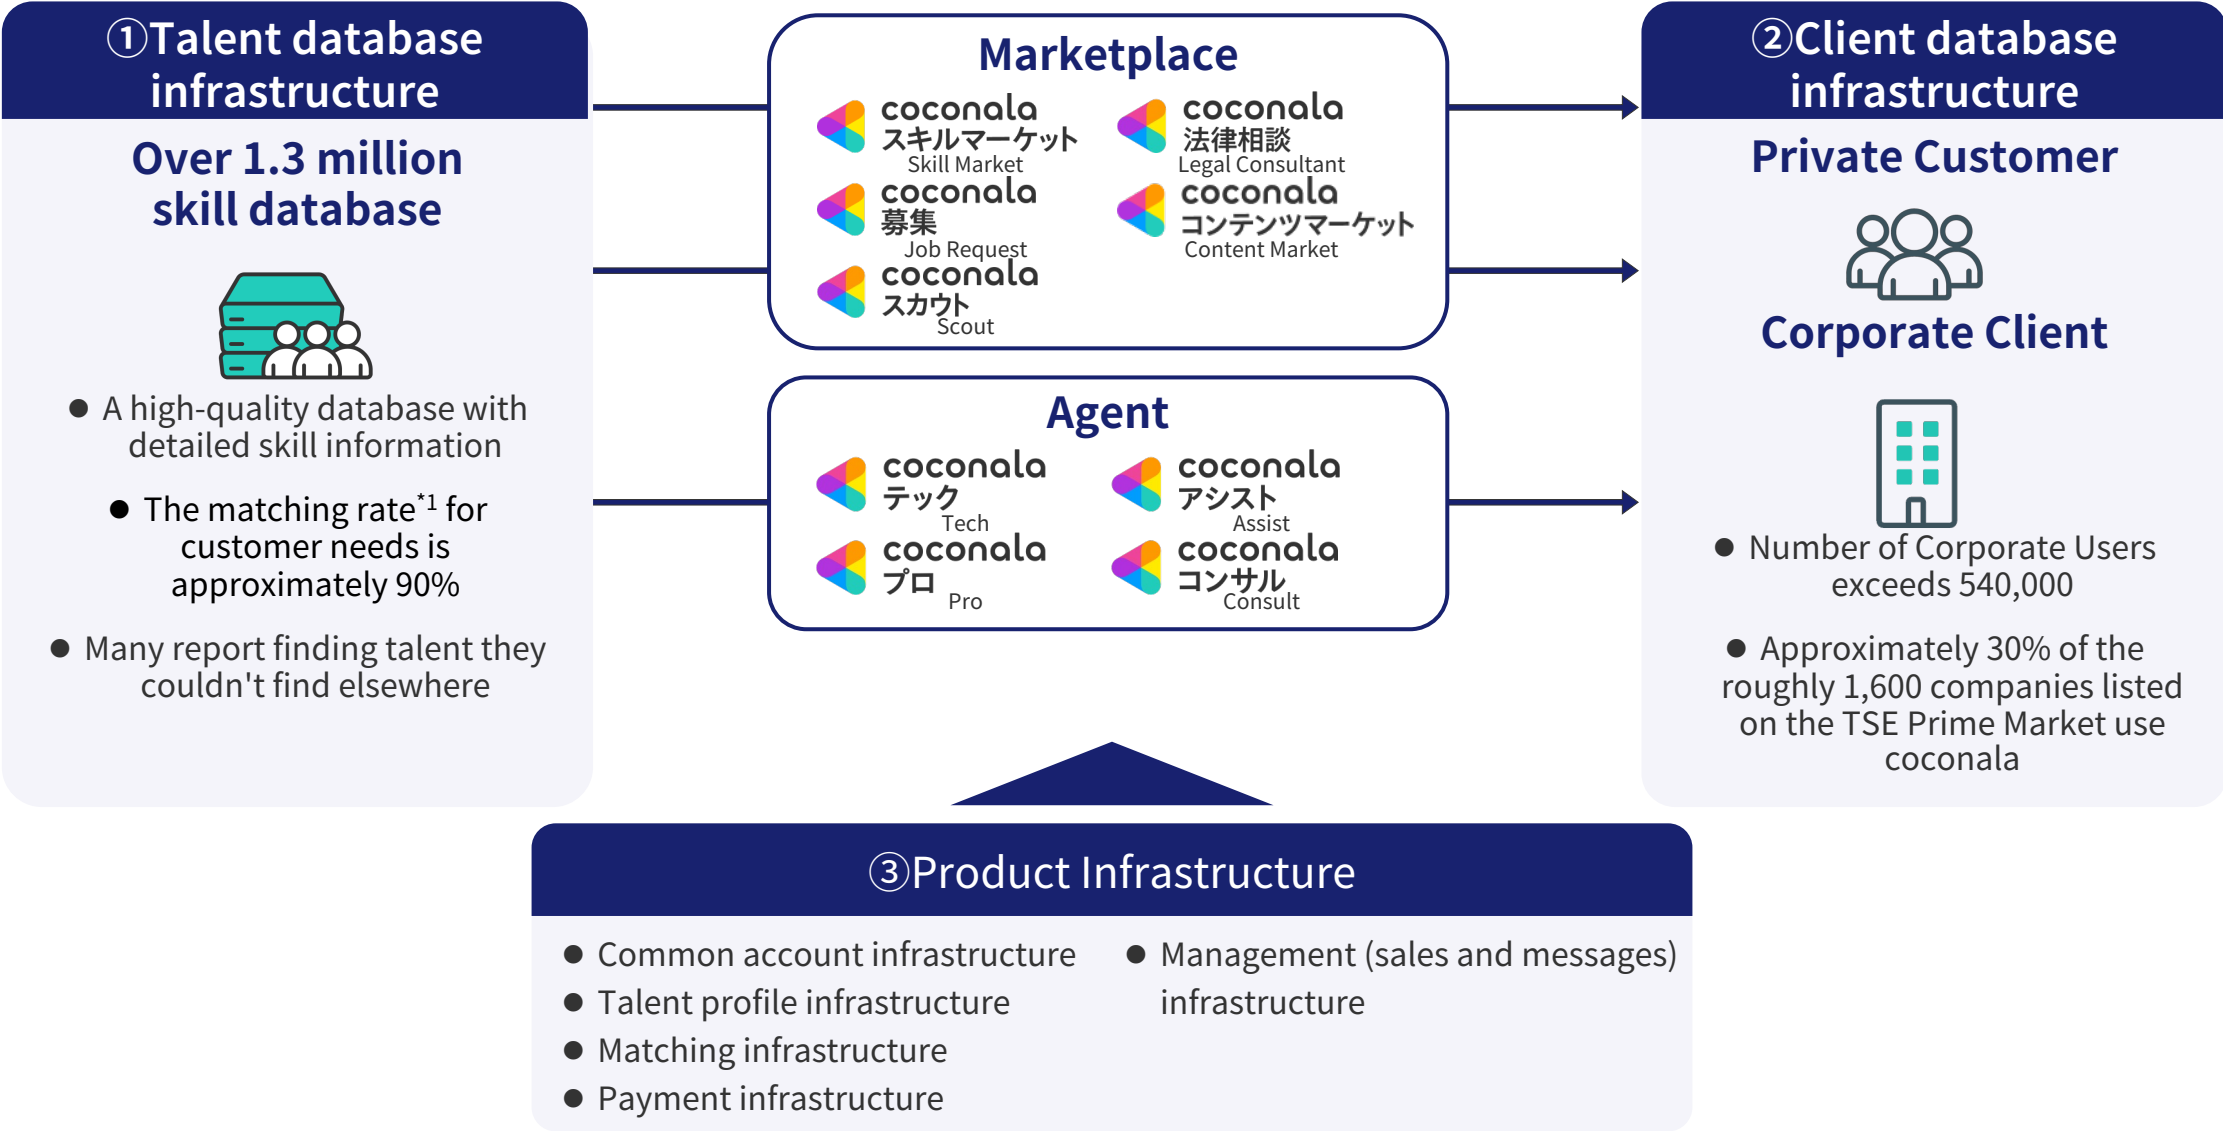 ①Talent database
infrastructure
Over 1.3 million
skill database
● A high-quality database with
detailed skill information
● The matching rate*1 for
customer needs is
approximately 90%
● Many report finding talent they
couldn't find elsewhere
Marketplace
coconala
スキルマーケット
Skill Market
coconala
法律相談
Legal Consultant
coconala
募集
Job Request
coconala
コンテンツマーケット
Content Market
coconala
スカウト
Scout
Agent
coconala
テック
Tech
coconala
アシスト
Assist
coconala
プロ
Pro
coconala
コンサル
Consult
②Client database
infrastructure
Private Customer
Corporate Client
● Number of Corporate Users
exceeds 540,000
● Approximately 30% of the
roughly 1,600 companies listed
on the TSE Prime Market use
coconala
③Product Infrastructure
● Common account infrastructure
● Talent profile infrastructure
● Matching infrastructure
● Payment infrastructure
● Management (sales and messages)
infrastructure